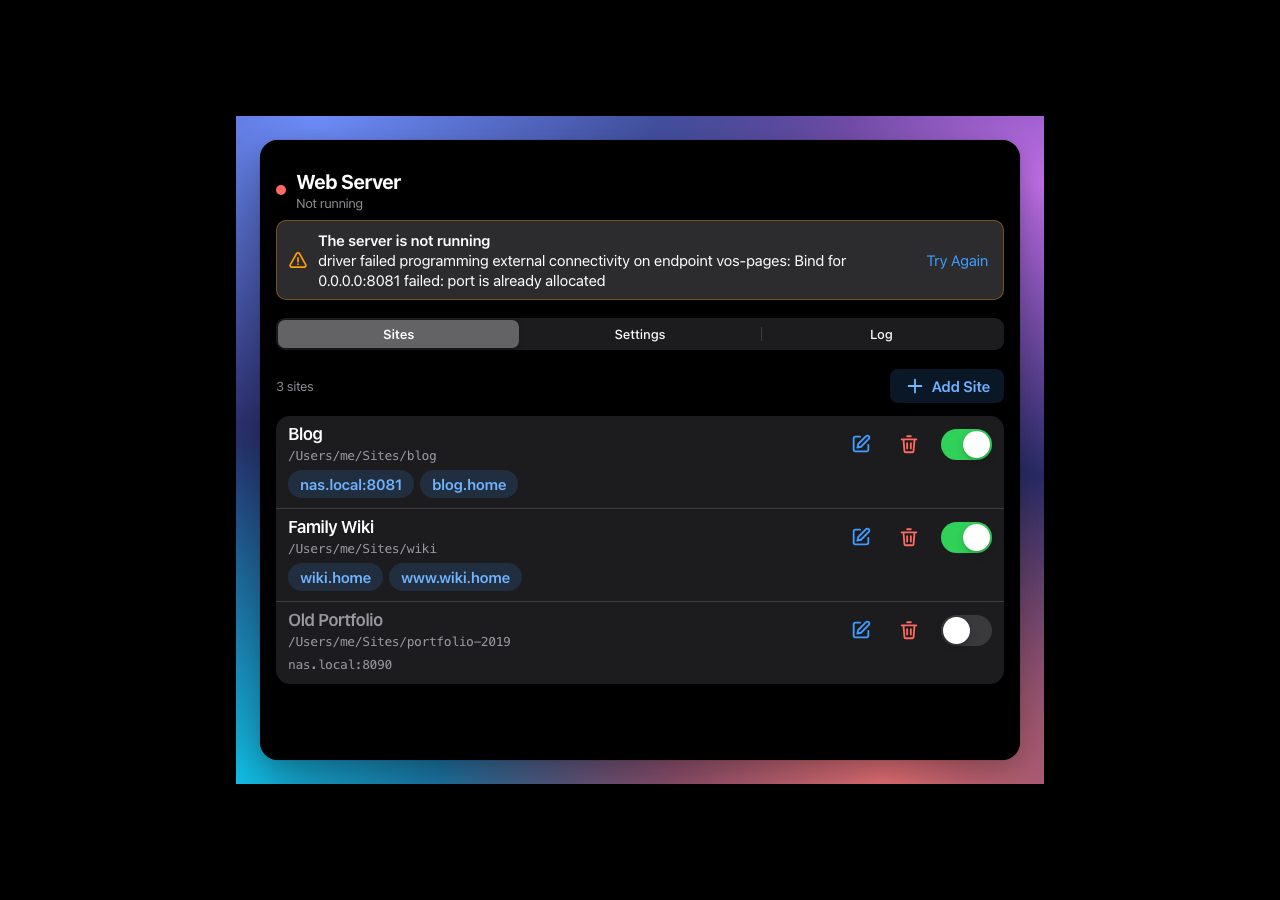 Web Server
Not running
The server is not running
driver failed programming external connectivity on endpoint vos-pages: Bind for
0.0.0.0:8081 failed: port is already allocated
Try Again
Sites
Settings
Log
3 sites
Add Site
Blog
/Users/me/Sites/blog
nas.local:8081
blog.home
Family Wiki
/Users/me/Sites/wiki
wiki.home
www.wiki.home
Old Portfolio
/Users/me/Sites/portfolio-2019
nas.local:8090